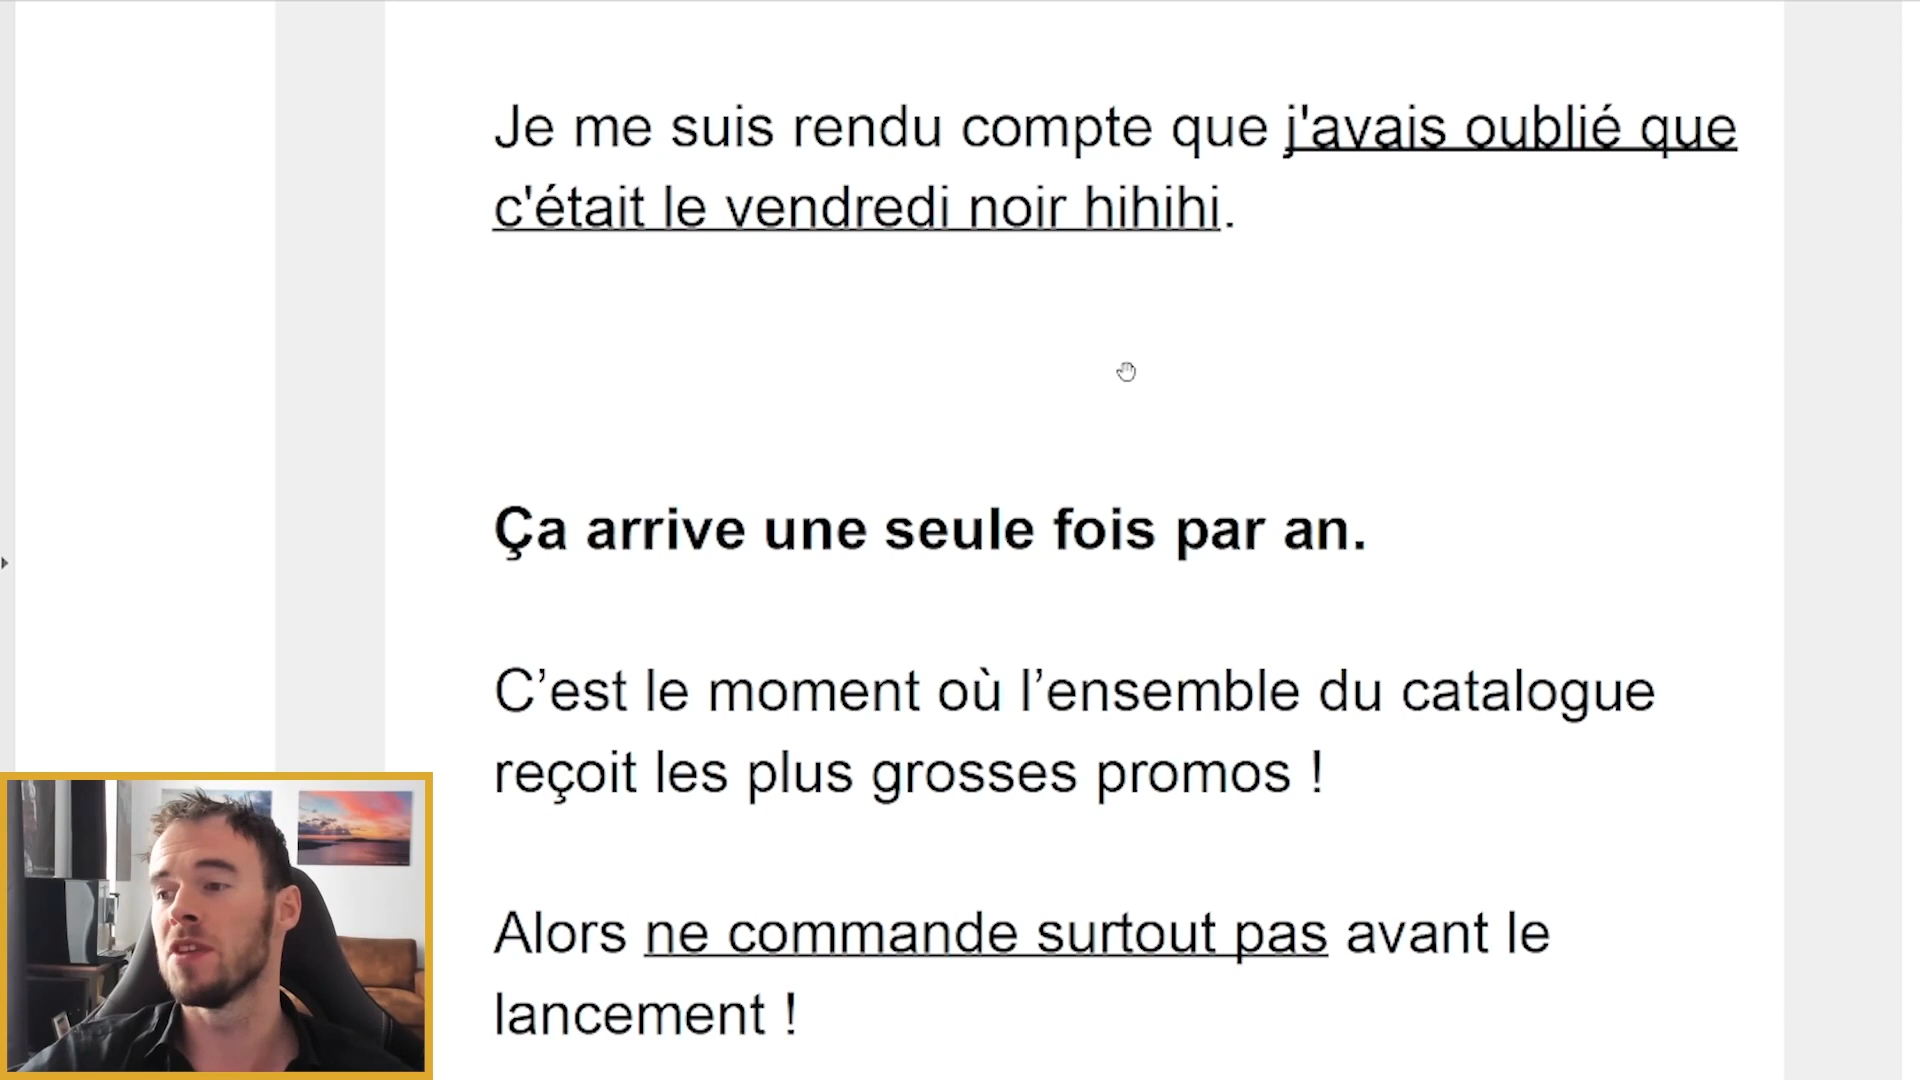 Je me suis rendu compte que j'avais oublié que
c'était le vendredi noir hihihi.
Ça arrive une seule fois par an.
C’est le moment où l’ensemble du catalogue
reçoit les plus grosses promos !
Alors ne commande surtout pas avant le
lancement !